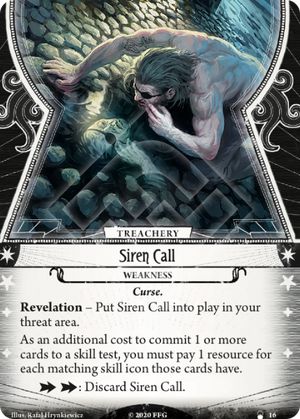 TREACHERY
Siren Call
WEAKNESS
Curse.
Revelation – Put Siren Call into play in your
threat area.
As an additional cost to commit 1 or more
cards to a skill test, you must pay 1 resource for
each matching skill icon those cards have.
: Discard Siren Call.
Illus. Rafał Hrynkiewicz
© 2020 FFG
16